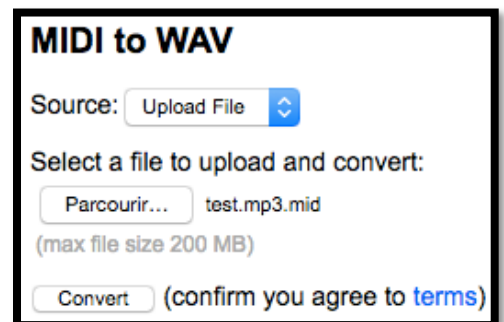 MIDI to WAV
Source: Upload File
Select a file to upload and convert:
Parcourir... test.mp3.mid
(max file size 200 MB)
Convert (confirm you agree to terms)